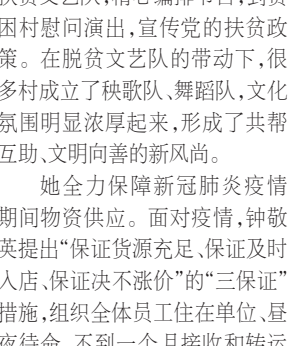 扶贫文艺队,精心编排节目,到贫
困村慰问演出,宣传党的扶贫政
策。在脱贫文艺队的带动下,很
多村成立了秧歌队、舞蹈队,文化
氛围明显浓厚起来,形成了共帮
互助、文明向善的新风尚。
她全力保障新冠肺炎疫情
期间物资供应。面对疫情,钟敬
英提出“保证货源充足、保证及时
入店、保证决不涨价”的“三保证”
措施,组织全体员工住在单位、昼
夜待命,不到一个月接收和转运